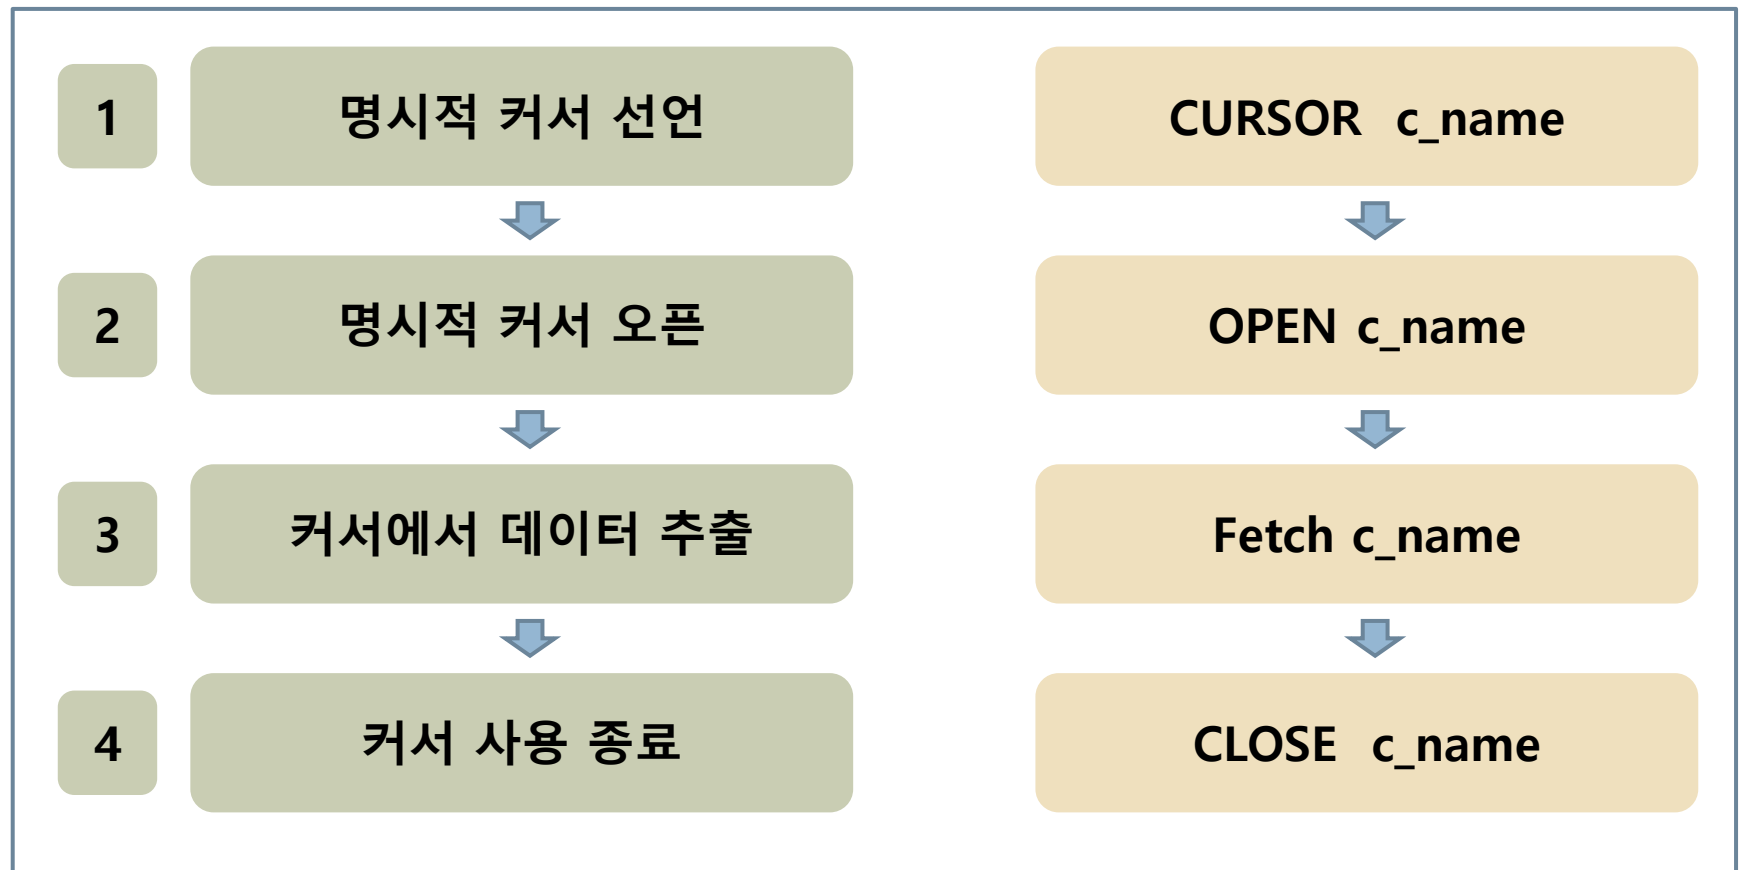 1
명시적 커서 선언
CURSOR c_name
2
명시적 커서 오픈
OPEN c_name
3
커서에서 데이터 추출
Fetch c_name
4
커서 사용 종료
CLOSE c_name